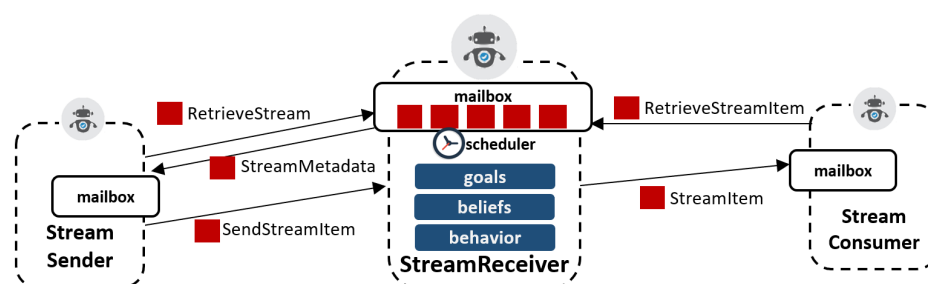 mailbox
RetrieveStream
RetrieveStreamItem
scheduler
StreamMetadata
mailbox
goals
mailbox
StreamItem
beliefs
SendStreamItem
behavior
Stream
Sender
Stream
Consumer
StreamReceiver